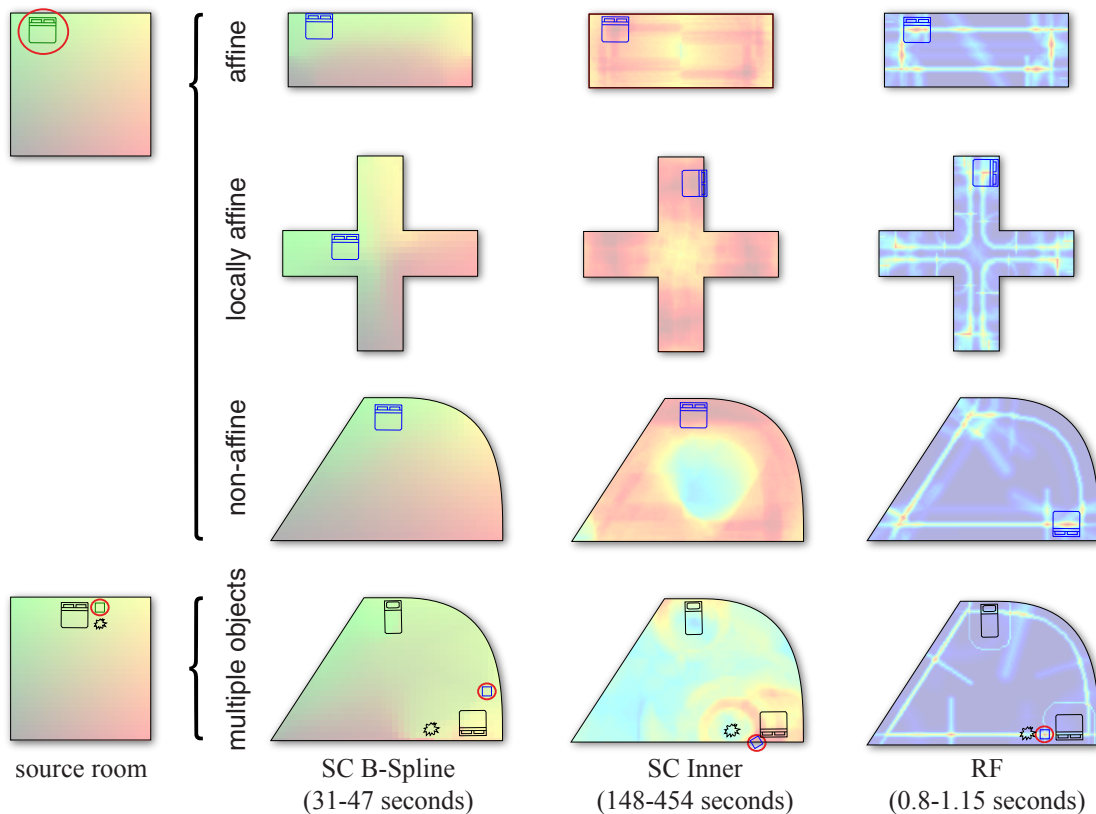 affine
locally affine
non-affine
multiple objects
source room
SC B-Spline
(31-47 seconds)
SC Inner
(148-454 seconds)
RF
(0.8-1.15 seconds)